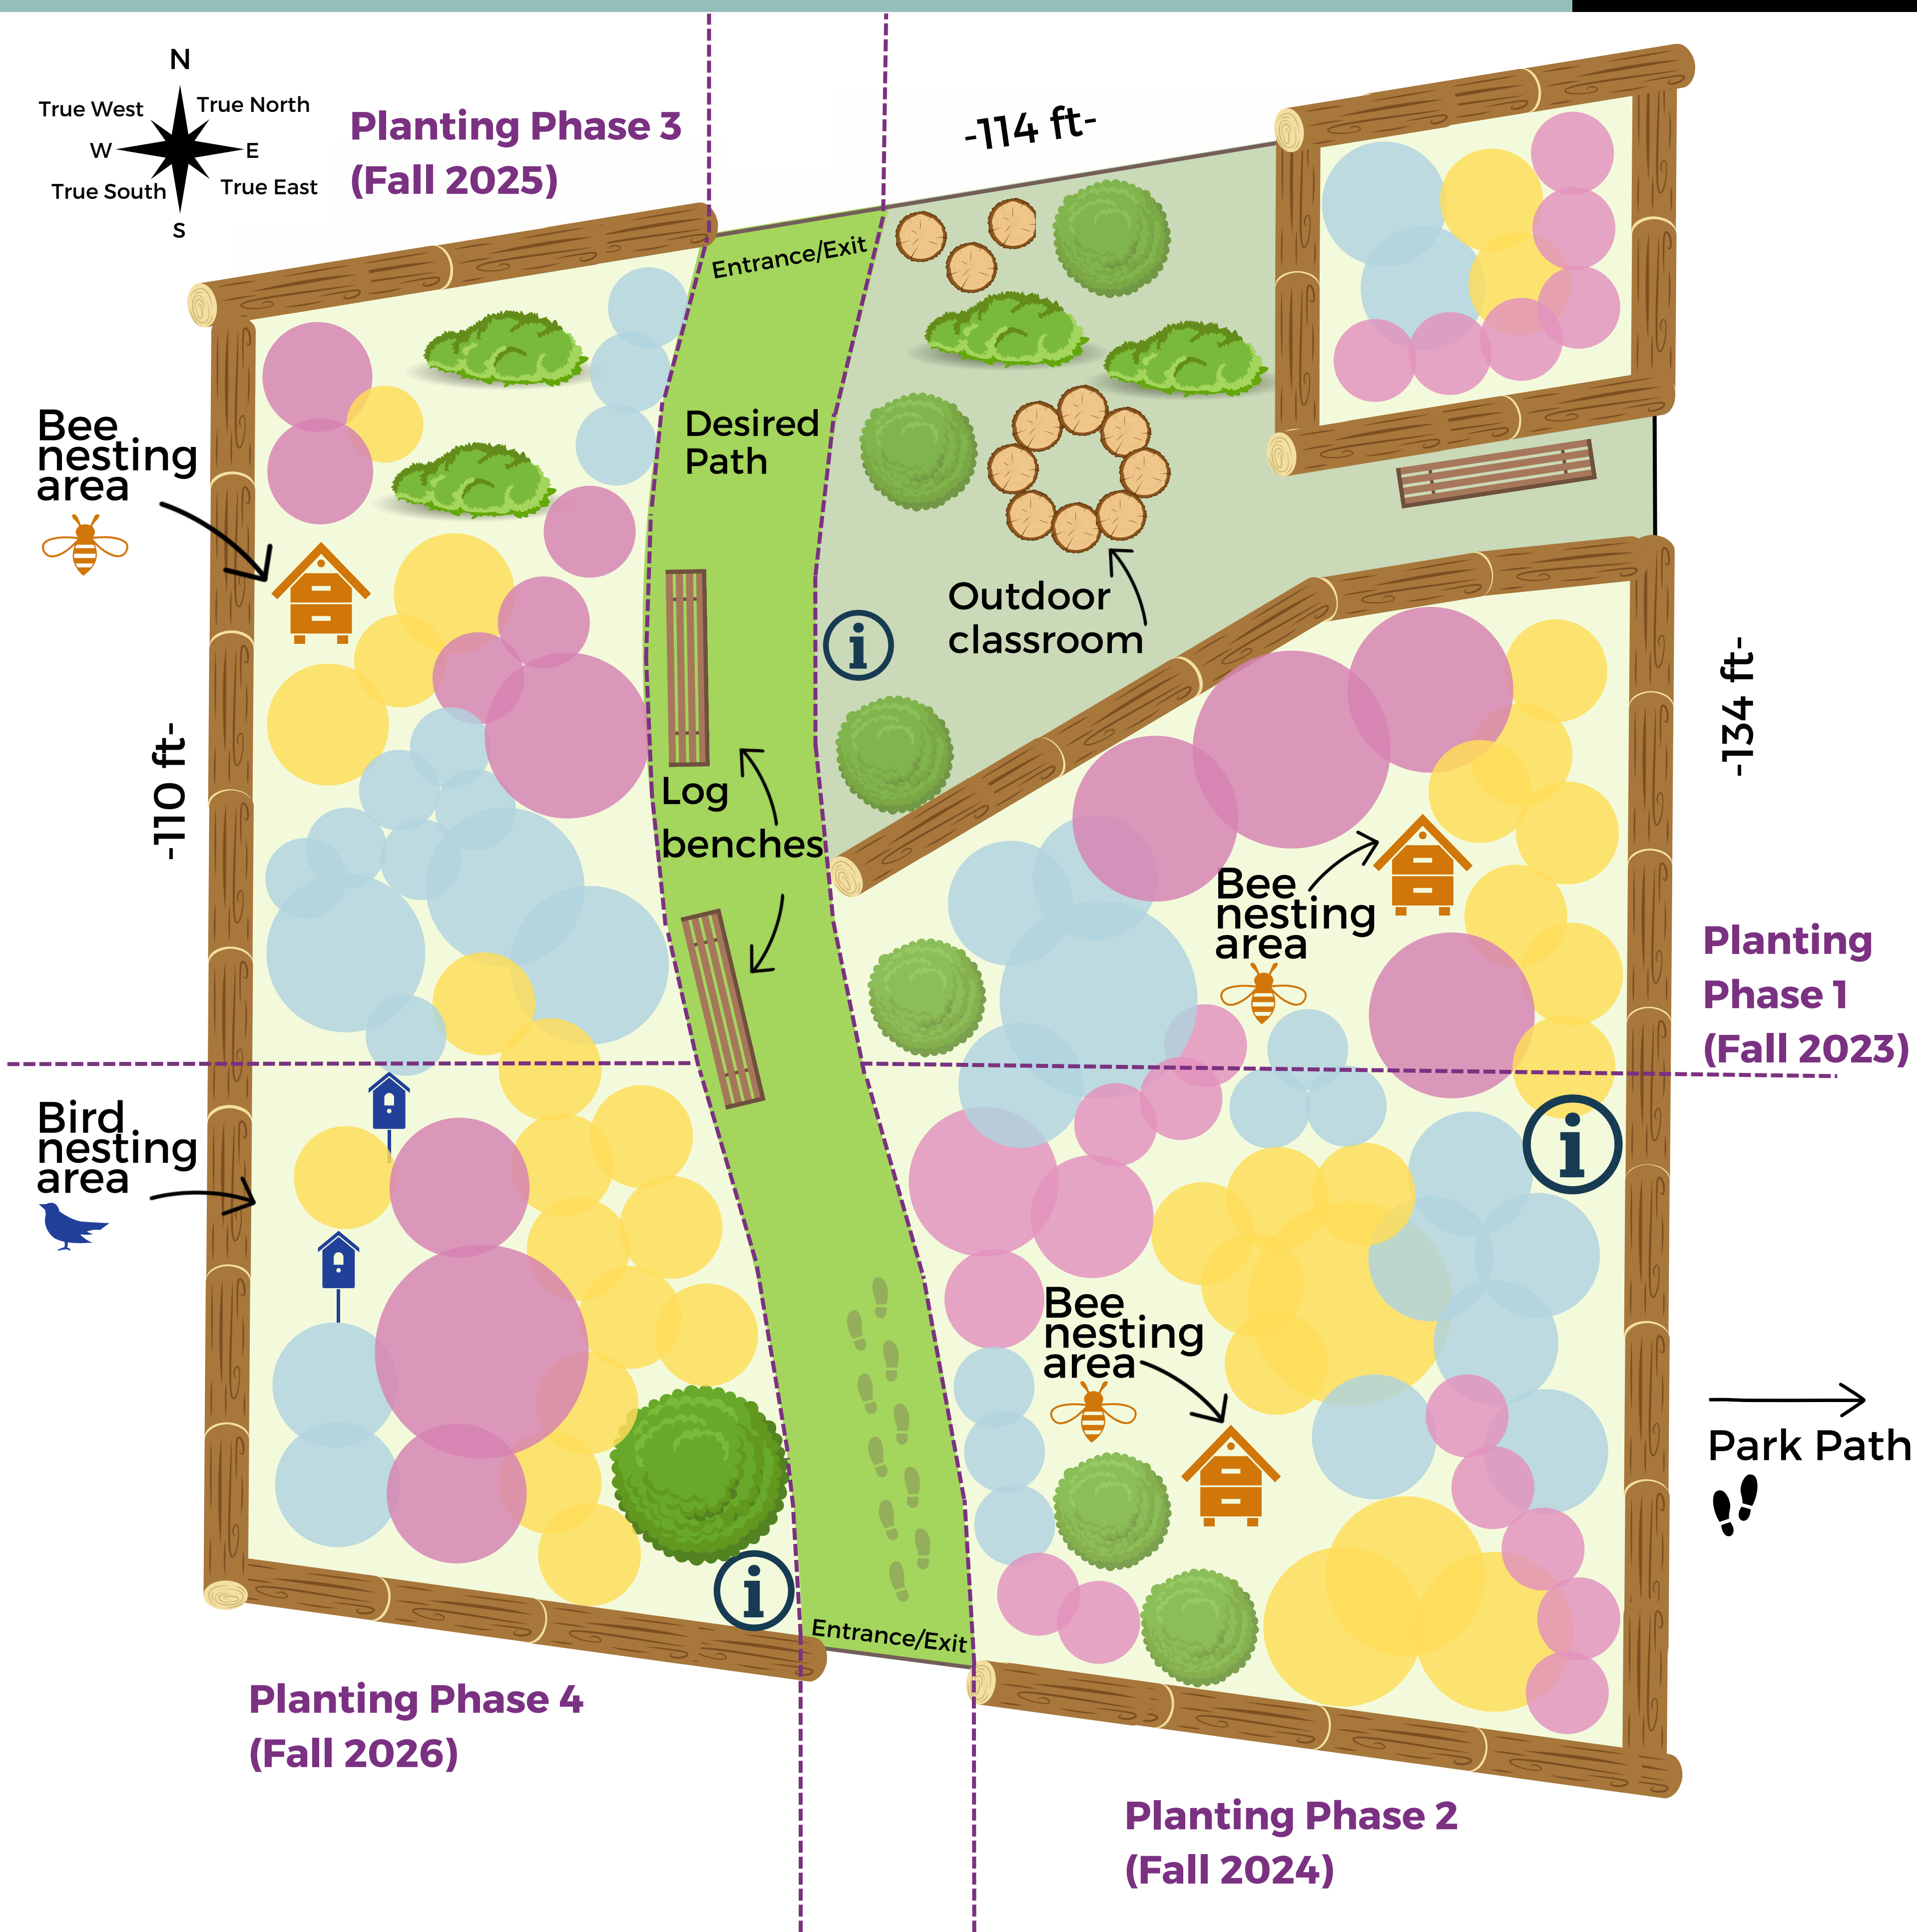 N
True West
True North
W
E
True South
True East
S
Planting Phase 3
(Fall 2025)
-114 ft-
Entrance/Exit
Desired
Path
Bee
nesting
area
Outdoor
classroom
i
-110 ft-
-134 ft-
Log
benches
Bee
nesting
area
Planting
Phase 1
(Fall 2023)
Bird
nesting
area
i
Bee
nesting
area
Park Path
i
Entrance/Exit
Planting Phase 4
(Fall 2026)
Planting Phase 2
(Fall 2024)